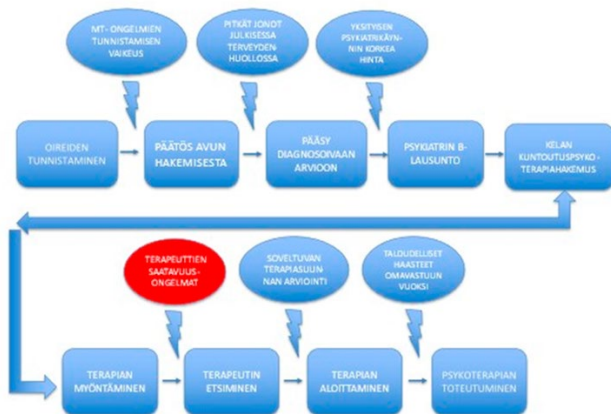 MT- ONGELMIEN
TUNNISTAMISEN
VAIKEUS
PITKÄT JONOT
JULKISESSA
TERVEYDEN-
HUOLLOSSA
YKSITYISEN
PSYKIATRIKÄYN-
NIN KORKEA
HINTA
OIREIDEN
TUNNISTAMINEN
PÄÄTÖS AVUN
HAKEMISESTA
PÄÄSY
DIAGNOSOIVAAN
ARVIOON
PSYKIATRIN B-
LAUSUNTO
KELAN
KUNTOUTUSPSYKO-
TERAPIAHAKEMUS
TERAPEUTTIEN
SAATAVUUS-
ONGELMAT
SOVELTUVAN
TERAPIASUUN-
NAN ARVIOINTI
TALOUDELLISET
HAASTEET
OMAVASTUUN
VUOKSI
TERAPIAN
MYÖNTÄMINEN
TERAPEUTIN
ETSIMINEN
TERAPIAN
ALOITTAMINEN
PSYKOTERAPIAN
TOTEUTUMINEN